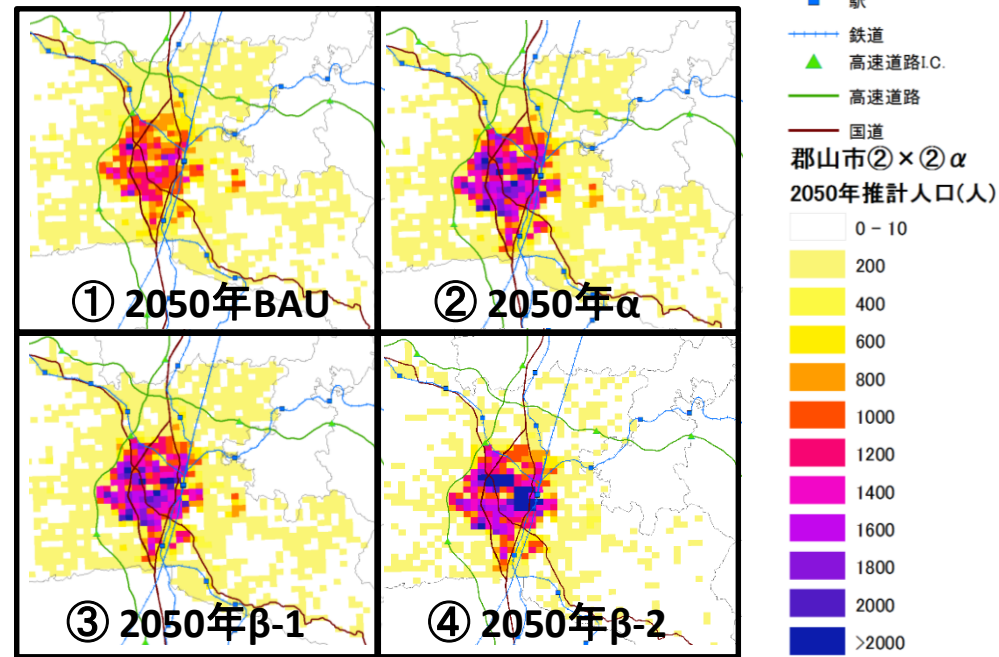 ① 2050年BAU
② 2050年α
③ 2050年β-1
④ 2050年β-2
駅
鉄道
高速道路I.C.
高速道路
国道
郡山市②×②α
2050年推計人口(人)
0 - 10
200
400
600
800
1000
1200
1400
1600
1800
2000
>2000